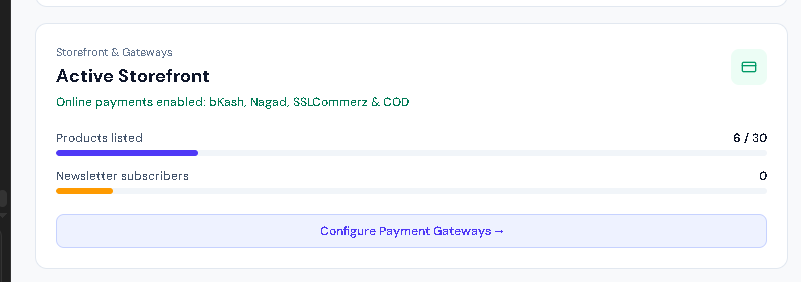 Storefront & Gateways
Active Storefront
Online payments enabled: bKash, Nagad, SSLCommerz & COD
Products listed 6 / 30
Newsletter subscribers 0
Configure Payment Gateways →